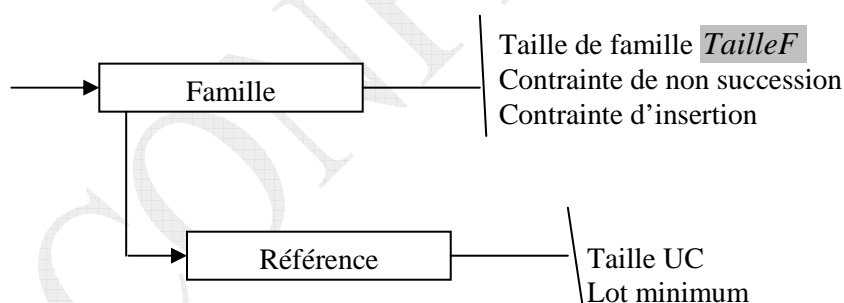 Taille de famille TailleF
Contrainte de non succession
Famille
Contrainte d'insertion
Référence
Taille UC
Lot minimum